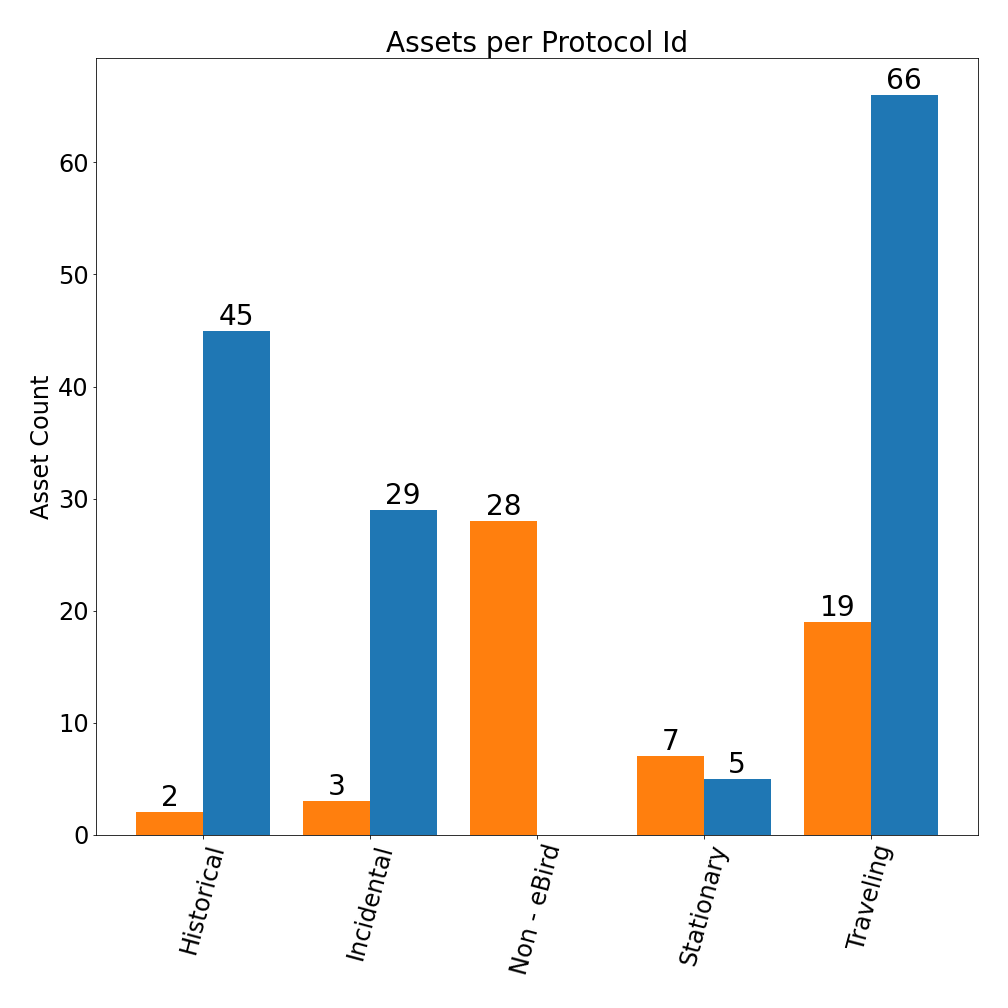 Assets per Protocol Id
Asset Count
60
50
40
30
20
10
0
2
45
3
29
28
7
5
19
66
Historical
Incidental
Non - eBird
Stationary
Traveling